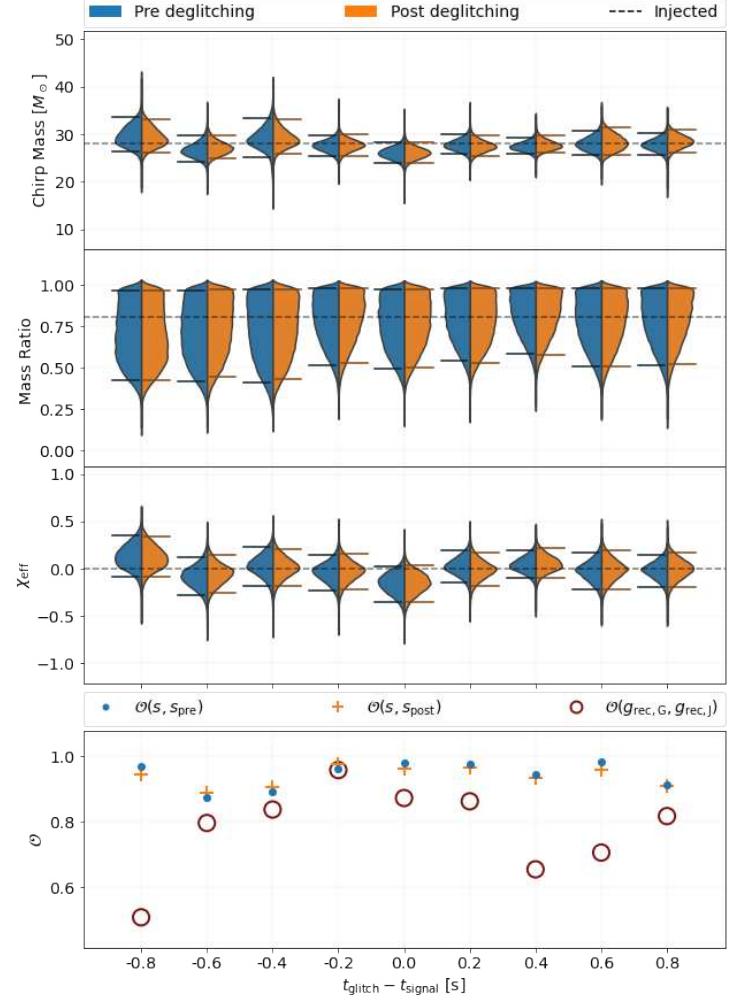 Pre deglitching Post deglitching Injected
50
40
30
20
10
Chirp Mass [M⊙]
1.00
0.75
0.50
0.25
0.00
Mass Ratio
1.0
0.5
0.0
−0.5
−1.0
χeff
𝒪(s, spre) 𝒪(s, spost) 𝒪(grec, G, grec, J)
1.0
0.8
0.6
𝒪
-0.8 -0.6 -0.4 -0.2 0.0 0.2 0.4 0.6 0.8
tglitch − tsignal [s]